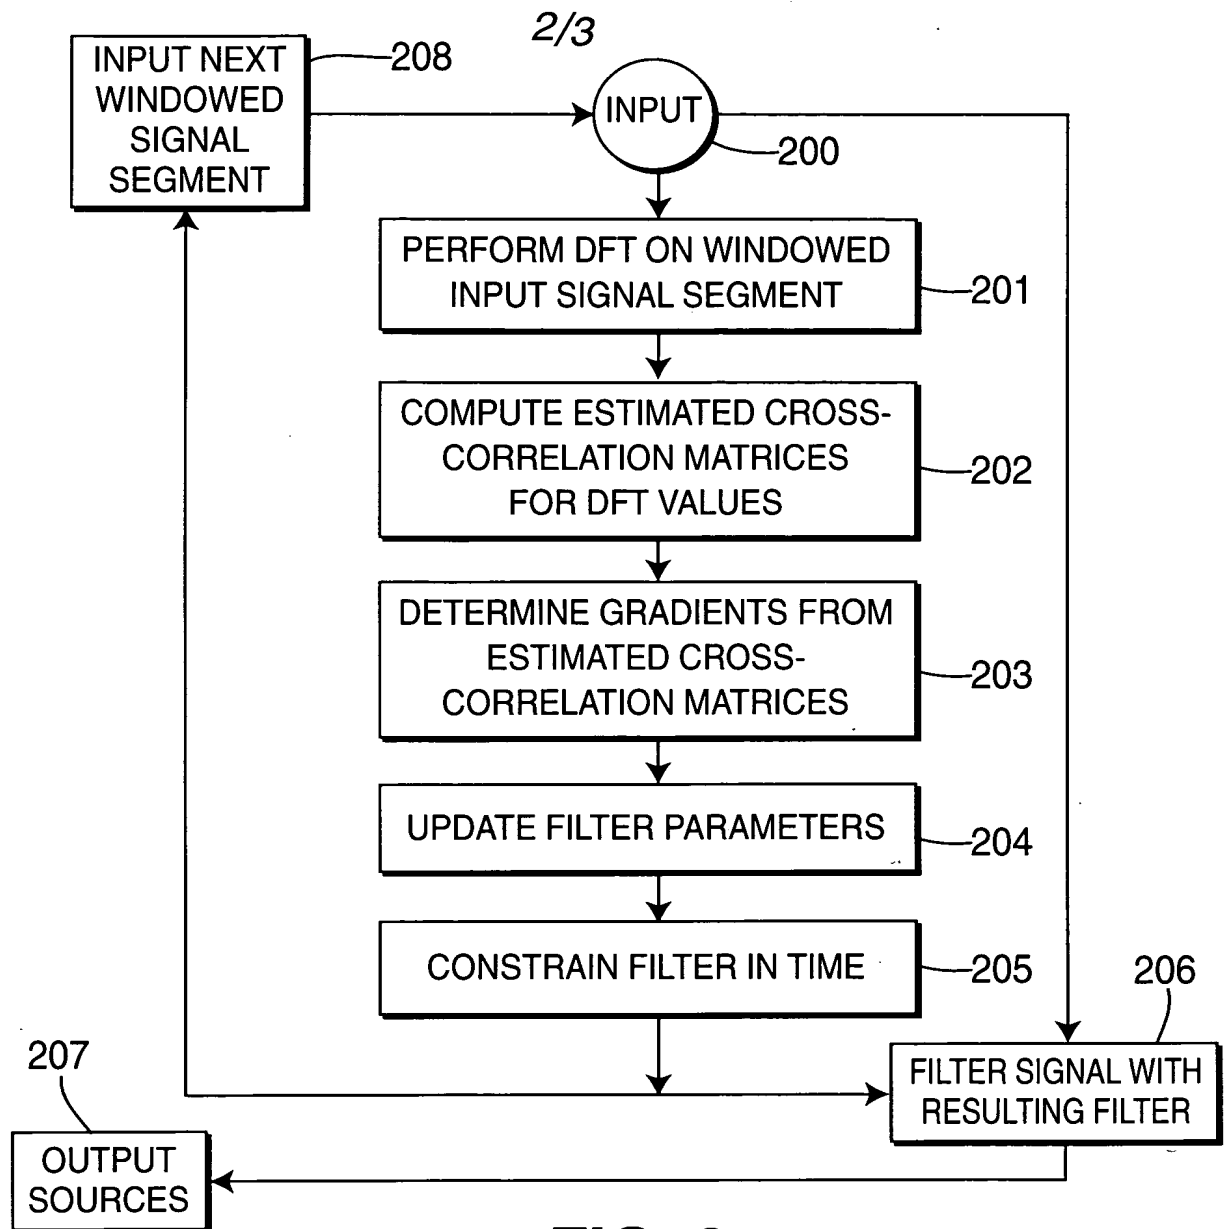 2/3
INPUT NEXT
WINDOWED
SIGNAL
SEGMENT
208
INPUT
200
PERFORM DFT ON WINDOWED
INPUT SIGNAL SEGMENT
201
COMPUTE ESTIMATED CROSS-
CORRELATION MATRICES
FOR DFT VALUES
202
DETERMINE GRADIENTS FROM
ESTIMATED CROSS-
CORRELATION MATRICES
203
UPDATE FILTER PARAMETERS
204
CONSTRAIN FILTER IN TIME
205
206
FILTER SIGNAL WITH
RESULTING FILTER
207
OUTPUT
SOURCES